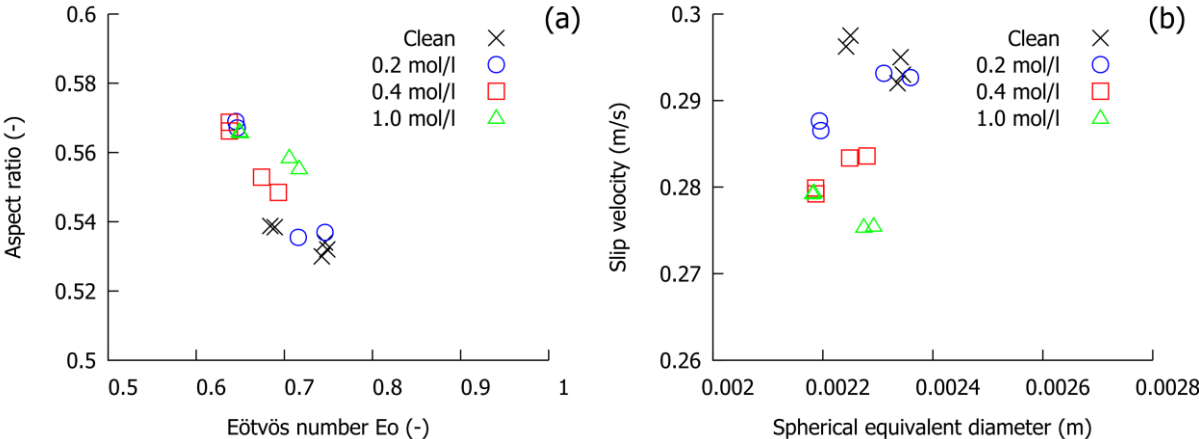 (a)
Clean
0.2 mol/l
0.4 mol/l
1.0 mol/l
0.6
0.58
0.56
0.54
0.52
0.5
Aspect ratio (-)
0.5 0.6 0.7 0.8 0.9 1
Eötvös number Eo (-)
(b)
Clean
0.2 mol/l
0.4 mol/l
1.0 mol/l
0.3
0.29
0.28
0.27
0.26
Slip velocity (m/s)
0.002 0.0022 0.0024 0.0026 0.0028
Spherical equivalent diameter (m)